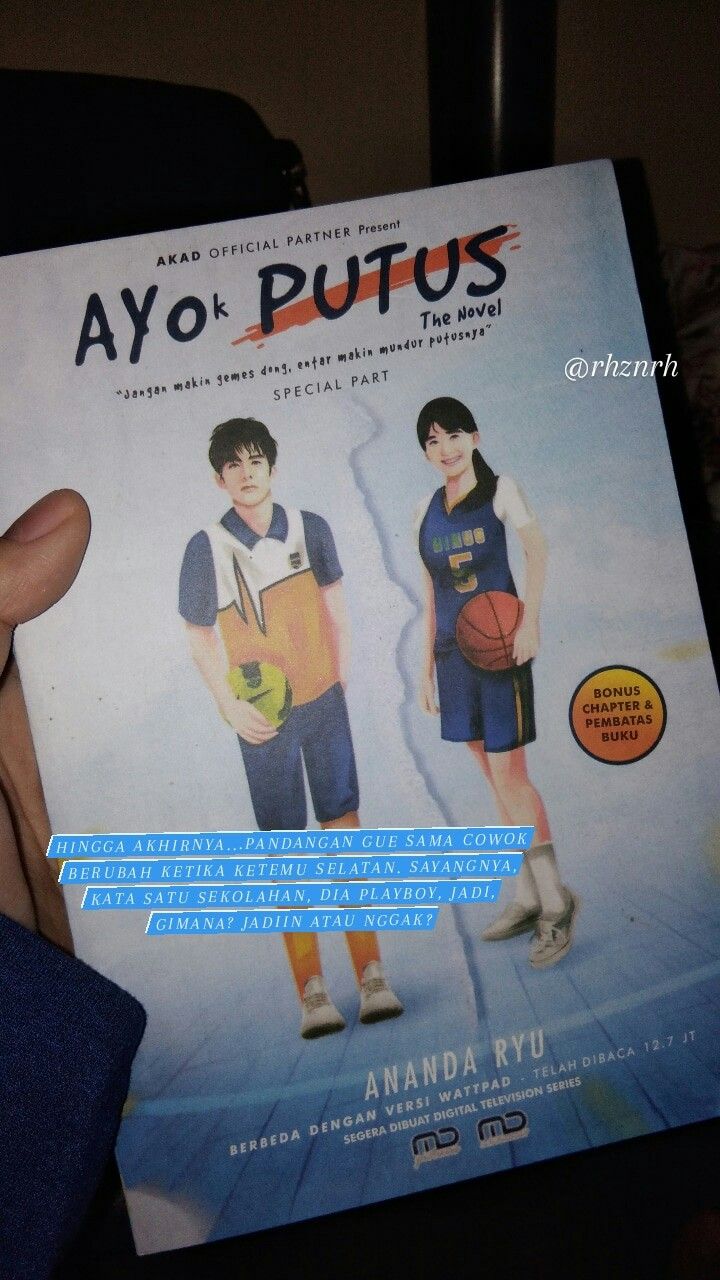 AKAD OFFICIAL PARTNER Present
AYOk PUTUS
The Novel
"Jangan makin gemes dong, entar makin mundur putusnya"
SPECIAL PART
@rhznrh
5
BONUS
CHAPTER &
PEMBATAS
BUKU
HINGGA AKHIRNYA...PANDANGAN GUE SAMA COWOK
BERUBAH KETIKA KETEMU SELATAN. SAYANGNYA,
KATA SATU SEKOLAHAN, DIA PLAYBOY, JADI,
GIMANA? JADIIN ATAU NGGAK?
ANANDA RYU
BERBEDA DENGAN VERSI WATTPAD - TELAH DIBACA 12.7 JT
SEGERA DIBUAT DIGITAL TELEVISION SERIES
MD MD